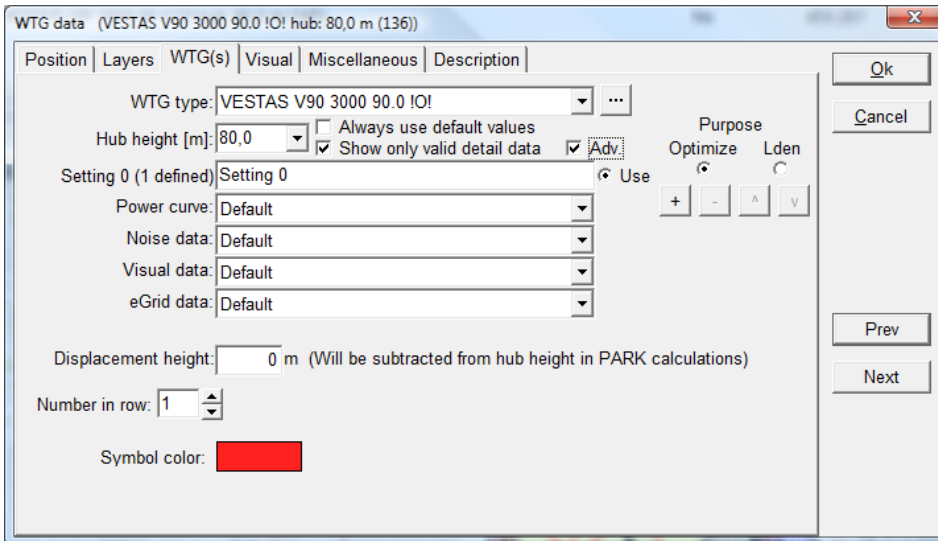 WTG data (VESTAS V90 3000 90.0 !O! hub: 80,0 m (136))
Position Layers WTG(s) Visual Miscellaneous Description
Ok
Cancel
WTG type: VESTAS V90 3000 90.0 !O! ...
Hub height [m]: 80,0
Always use default values
Show only valid detail data Adv.
Purpose
Optimize Lden
Setting 0 (1 defined) Setting 0 Use
+ - ^ v
Power curve: Default
Noise data: Default
Visual data: Default
eGrid data: Default
Prev
Next
Displacement height: 0 m (Will be subtracted from hub height in PARK calculations)
Number in row: 1
Symbol color: